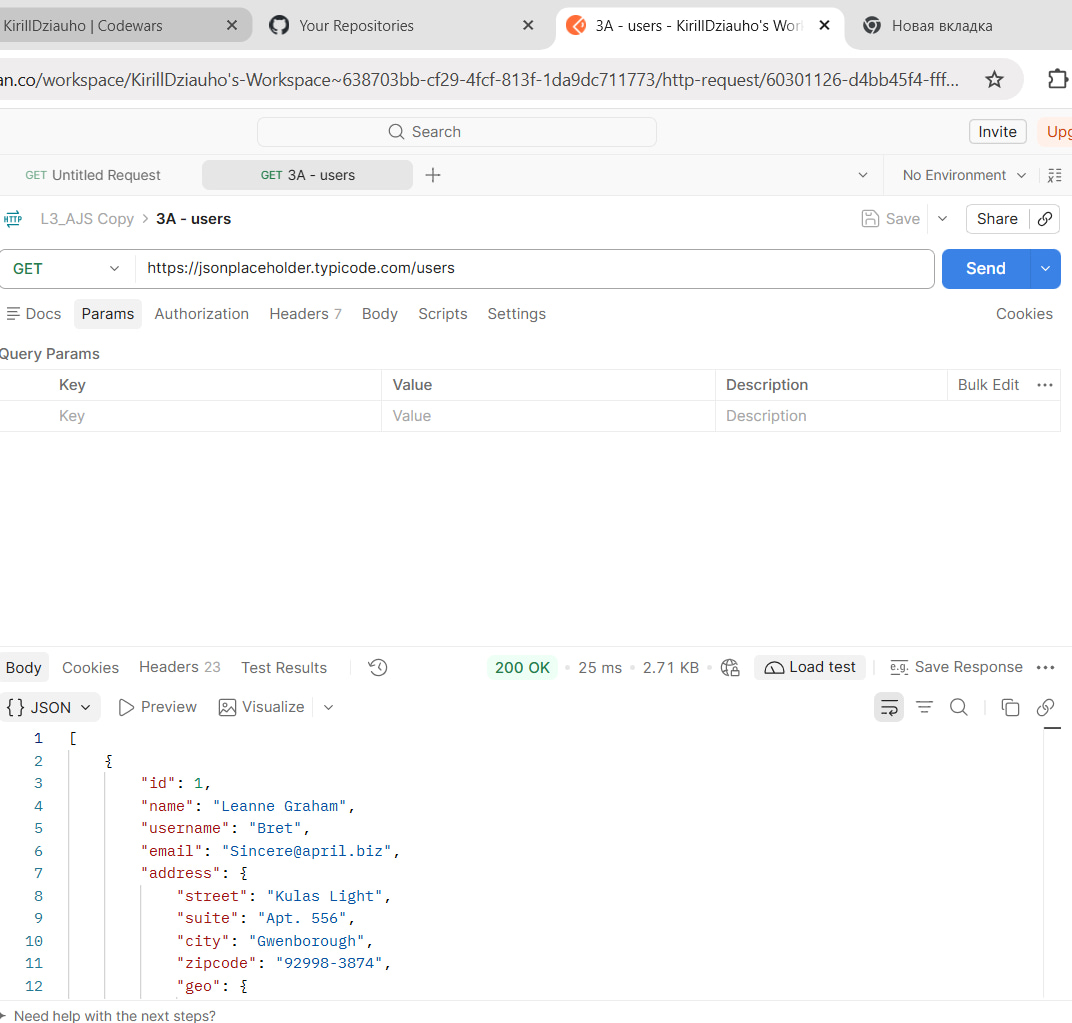 KirillDziauho | Codewars
Your Repositories
3A - users - KirillDziauho's Wor
Новая вкладка
an.co/workspace/KirillDziauho's-Workspace~638703bb-cf29-4fcf-813f-1da9dc711773/http-request/60301126-d4bb45f4-fff...
Search
Invite
Upg
GET Untitled Request
GET 3A - users
No Environment
HTTP L3_AJS Copy > 3A - users
Save
Share
GET
https://jsonplaceholder.typicode.com/users
Send
Docs Params Authorization Headers 7 Body Scripts Settings
Cookies
Query Params
Key Value Description Bulk Edit ...
Key Value Description
Body Cookies Headers 23 Test Results
200 OK • 25 ms • 2.71 KB •
Load test
e.g. Save Response ...
{} JSON Preview Visualize
1 [
2 {
3 "id": 1,
4 "name": "Leanne Graham",
5 "username": "Bret",
6 "email": "Sincere@april.biz",
7 "address": {
8 "street": "Kulas Light",
9 "suite": "Apt. 556",
10 "city": "Gwenborough",
11 "zipcode": "92998-3874",
12 "geo": {
Need help with the next steps?